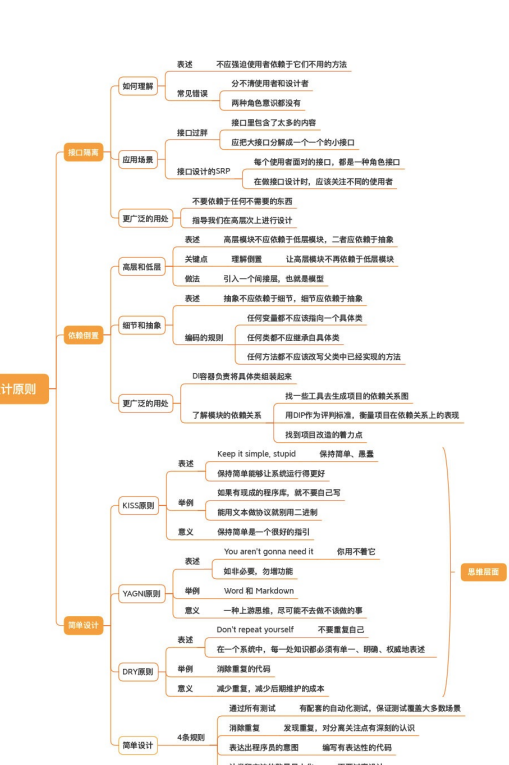 计原则
接口隔离
如何理解
表述 不应强迫使用者依赖于它们不用的方法
常见错误
分不清使用者和设计者
两种角色意识都没有
应用场景
接口过胖
接口里包含了太多的内容
应把大接口分解成一个一个的小接口
接口设计的SRP
每个使用者面对的接口，都是一种角色接口
在做接口设计时，应该关注不同的使用者
更广泛的用处
不要依赖于任何不需要的东西
指导我们在高层次上进行设计
依赖倒置
高层和低层
表述 高层模块不应依赖于低层模块，二者应依赖于抽象
关键点 理解倒置 让高层模块不再依赖于低层模块
做法 引入一个间接层，也就是模型
细节和抽象
表述 抽象不应依赖于细节，细节应依赖于抽象
编码的规则
任何变量都不应该指向一个具体类
任何类都不应继承自具体类
任何方法都不应该改写父类中已经实现的方法
更广泛的用处
DI容器负责将具体类组装起来
了解模块的依赖关系
找一些工具去生成项目的依赖关系图
用DIP作为评判标准，衡量项目在依赖关系上的表现
找到项目改造的着力点
简单设计
KISS原则
表述
Keep it simple, stupid 保持简单、愚蠢
保持简单能够让系统运行得更好
举例
如果有现成的程序库，就不要自己写
能用文本做协议就别用二进制
意义 保持简单是一个很好的指引
YAGNI原则
表述
You aren't gonna need it 你用不着它
如非必要，勿增功能
举例 Word 和 Markdown
意义 一种上游思维，尽可能不去做不该做的事
DRY原则
表述
Don't repeat yourself 不要重复自己
在一个系统中，每一处知识都必须有单一、明确、权威地表述
举例 消除重复的代码
意义 减少重复，减少后期维护的成本
思维层面
简单设计
4条规则
通过所有测试 有配套的自动化测试，保证测试覆盖大多数场景
消除重复 发现重复，对分离关注点有深刻的认识
表达出程序员的意图 编写有表达性的代码